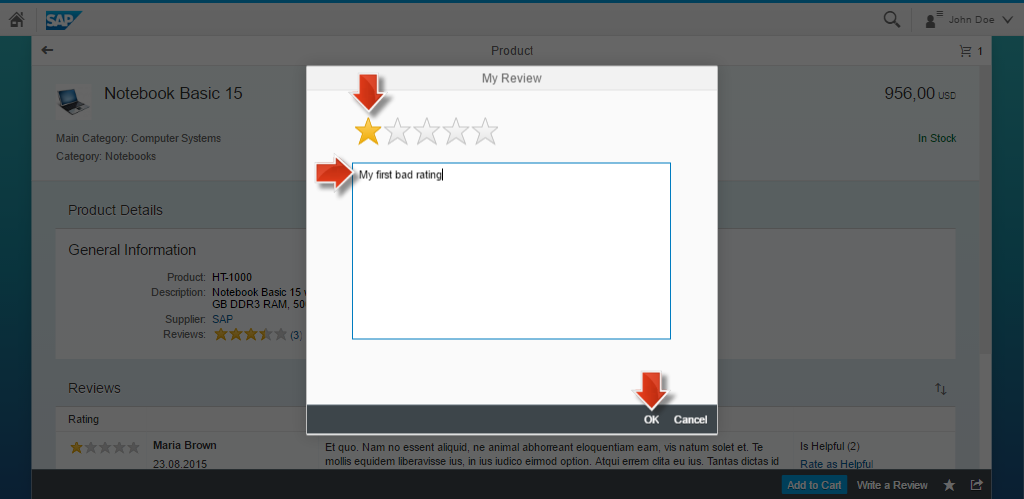 SAP
John Doe
Product
1
My Review
Notebook Basic 15
956,00 USD
Main Category: Computer Systems
In Stock
Category: Notebooks
My first bad rating
Product Details
General Information
Product: HT-1000
Description: Notebook Basic 15
GB DDR3 RAM, 50
Supplier: SAP
Reviews: (3)
Reviews
OK Cancel
Rating
Maria Brown
Et quo. Nam no essent aliquid, ne animal abhorreant eloquentiam eam, vis natum solet et. Te
Is Helpful (2)
23.08.2015
mollis equidem liberavisse ius, in ius iudico eirmod option. Atqui errem clita eu ius. Tantas dictas id
Rate as Helpful
Add to Cart Write a Review